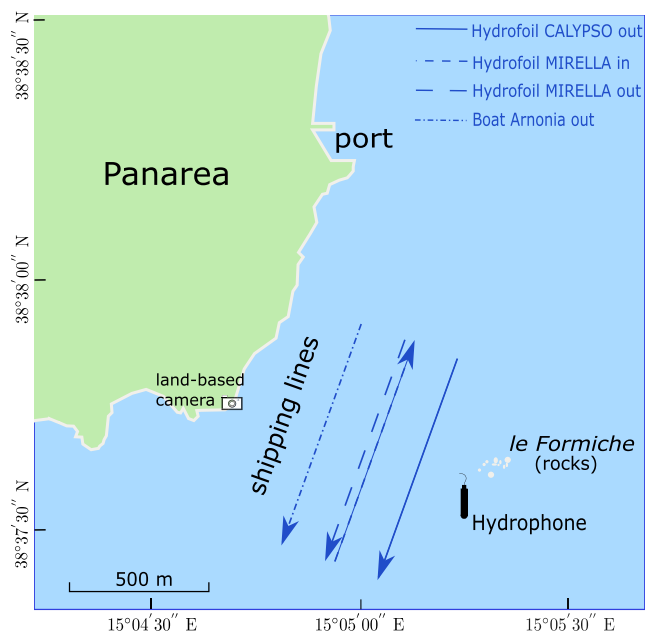 38°38′30″ N
Hydrofoil CALYPSO out
Hydrofoil MIRELLA in
Hydrofoil MIRELLA out
Boat Arnonia out
port
Panarea
38°38′00″ N
shipping lines
land-based
camera
le Formiche
(rocks)
Hydrophone
38°37′30″ N
500 m
15°04′30″ E
15°05′00″ E
15°05′30″ E